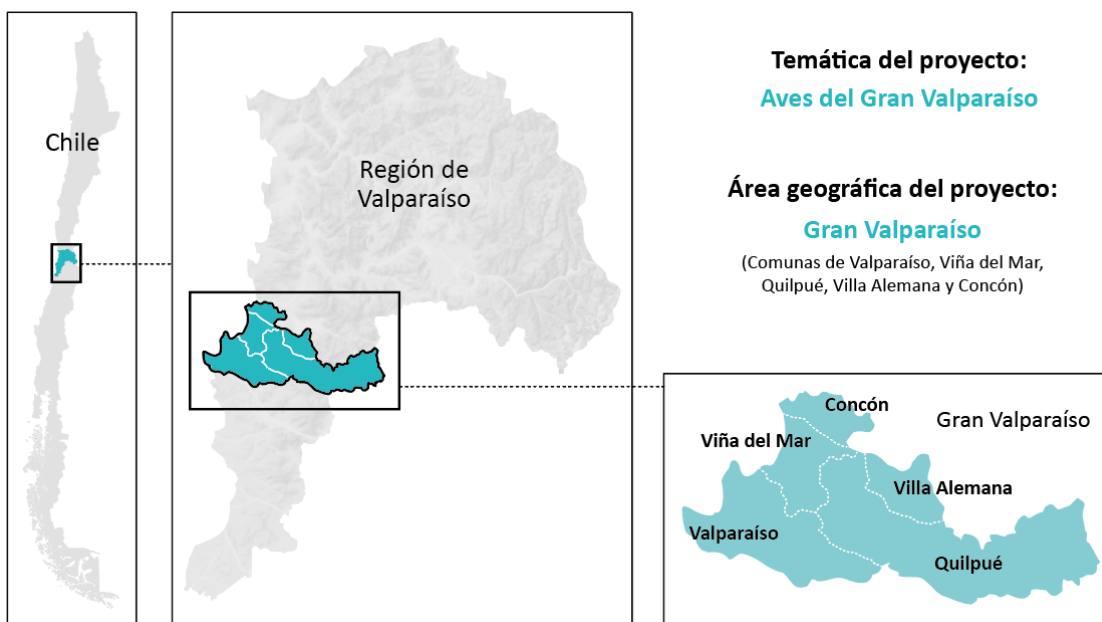 Chile
Región de
Valparaíso
Temática del proyecto:
Aves del Gran Valparaíso
Área geográfica del proyecto:
Gran Valparaíso
(Comunas de Valparaíso, Viña del Mar,
Quilpué, Villa Alemana y Concón)
Concón
Gran Valparaíso
Viña del Mar
Villa Alemana
Valparaíso
Quilpué